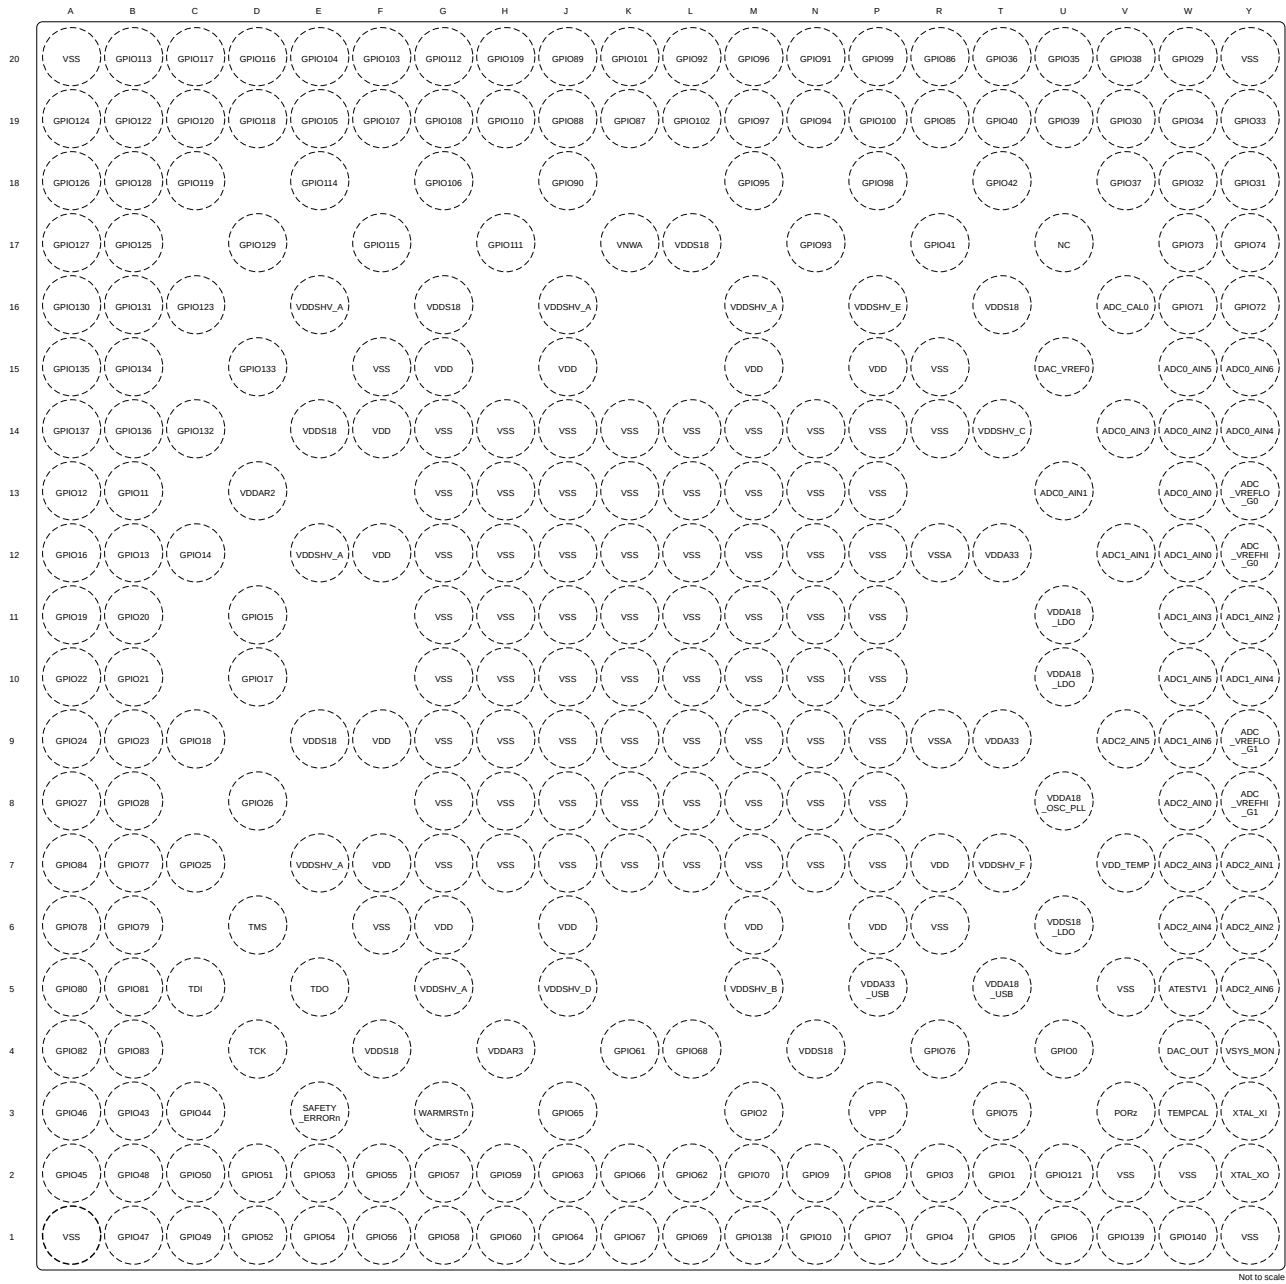 A B C D E F G H J K L M N P R T U V W Y
20 VSS GPIO113 GPIO117 GPIO116 GPIO104 GPIO103 GPIO112 GPIO109 GPIO89 GPIO101 GPIO92 GPIO96 GPIO91 GPIO99 GPIO86 GPIO36 GPIO35 GPIO38 GPIO29 VSS
19 GPIO124 GPIO122 GPIO120 GPIO118 GPIO105 GPIO107 GPIO108 GPIO110 GPIO88 GPIO87 GPIO102 GPIO97 GPIO94 GPIO100 GPIO85 GPIO40 GPIO39 GPIO30 GPIO34 GPIO33
18 GPIO126 GPIO128 GPIO119 GPIO114 GPIO106 GPIO90 GPIO95 GPIO98 GPIO42 GPIO37 GPIO32 GPIO31
17 GPIO127 GPIO125 GPIO129 GPIO115 GPIO111 VNWA VDDS18 GPIO93 GPIO41 NC GPIO73 GPIO74
16 GPIO130 GPIO131 GPIO123 VDDSHV_A VDDS18 VDDSHV_A VDDSHV_A VDDSHV_E VDDS18 ADC_CAL0 GPIO71 GPIO72
15 GPIO135 GPIO134 GPIO133 VSS VDD VDD VDD VDD VSS DAC_VREF0 ADC0_AIN5 ADC0_AIN6
14 GPIO137 GPIO136 GPIO132 VDDS18 VDD VSS VSS VSS VSS VSS VSS VSS VSS VSS VDDSHV_C ADC0_AIN3 ADC0_AIN2 ADC0_AIN4
13 GPIO12 GPIO11 VDDAR2 VSS VSS VSS VSS VSS VSS VSS VSS ADC0_AIN1 ADC0_AIN0 ADC
_VREFLO
_G0
12 GPIO16 GPIO13 GPIO14 VDDSHV_A VDD VSS VSS VSS VSS VSS VSS VSS VSS VSSA VDDA33 ADC1_AIN1 ADC1_AIN0 ADC
_VREFHI
_G0
11 GPIO19 GPIO20 GPIO15 VSS VSS VSS VSS VSS VSS VSS VSS VDDA18
_LDO
ADC1_AIN3 ADC1_AIN2
10 GPIO22 GPIO21 GPIO17 VSS VSS VSS VSS VSS VSS VSS VSS VDDA18
_LDO
ADC1_AIN5 ADC1_AIN4
9 GPIO24 GPIO23 GPIO18 VDDS18 VDD VSS VSS VSS VSS VSS VSS VSS VSS VSSA VDDA33 ADC2_AIN5 ADC1_AIN6 ADC
_VREFLO
_G1
8 GPIO27 GPIO28 GPIO26 VSS VSS VSS VSS VSS VSS VSS VSS VDDA18
_OSC_PLL
ADC2_AIN0 ADC
_VREFHI
_G1
7 GPIO84 GPIO77 GPIO25 VDDSHV_A VDD VSS VSS VSS VSS VSS VSS VSS VSS VDD VDDSHV_F VDD_TEMP ADC2_AIN3 ADC2_AIN1
6 GPIO78 GPIO79 TMS VSS VDD VDD VDD VDD VSS VDDS18
_LDO
ADC2_AIN4 ADC2_AIN2
5 GPIO80 GPIO81 TDI TDO VDDSHV_A VDDSHV_D VDDSHV_B VDDA33
_USB
VDDA18
_USB
VSS ATESTV1 ADC2_AIN6
4 GPIO82 GPIO83 TCK VDDS18 VDDAR3 GPIO61 GPIO68 VDDS18 GPIO76 GPIO0 DAC_OUT VSYS_MON
3 GPIO46 GPIO43 GPIO44 SAFETY
_ERRORn
WARMRSTn GPIO65 GPIO2 VPP GPIO75 PORz TEMPCAL XTAL_XI
2 GPIO45 GPIO48 GPIO50 GPIO51 GPIO53 GPIO55 GPIO57 GPIO59 GPIO63 GPIO66 GPIO62 GPIO70 GPIO9 GPIO8 GPIO3 GPIO1 GPIO121 VSS VSS XTAL_XO
1 VSS GPIO47 GPIO49 GPIO52 GPIO54 GPIO56 GPIO58 GPIO60 GPIO64 GPIO67 GPIO69 GPIO138 GPIO10 GPIO7 GPIO4 GPIO5 GPIO6 GPIO139 GPIO140 VSS
Not to scale